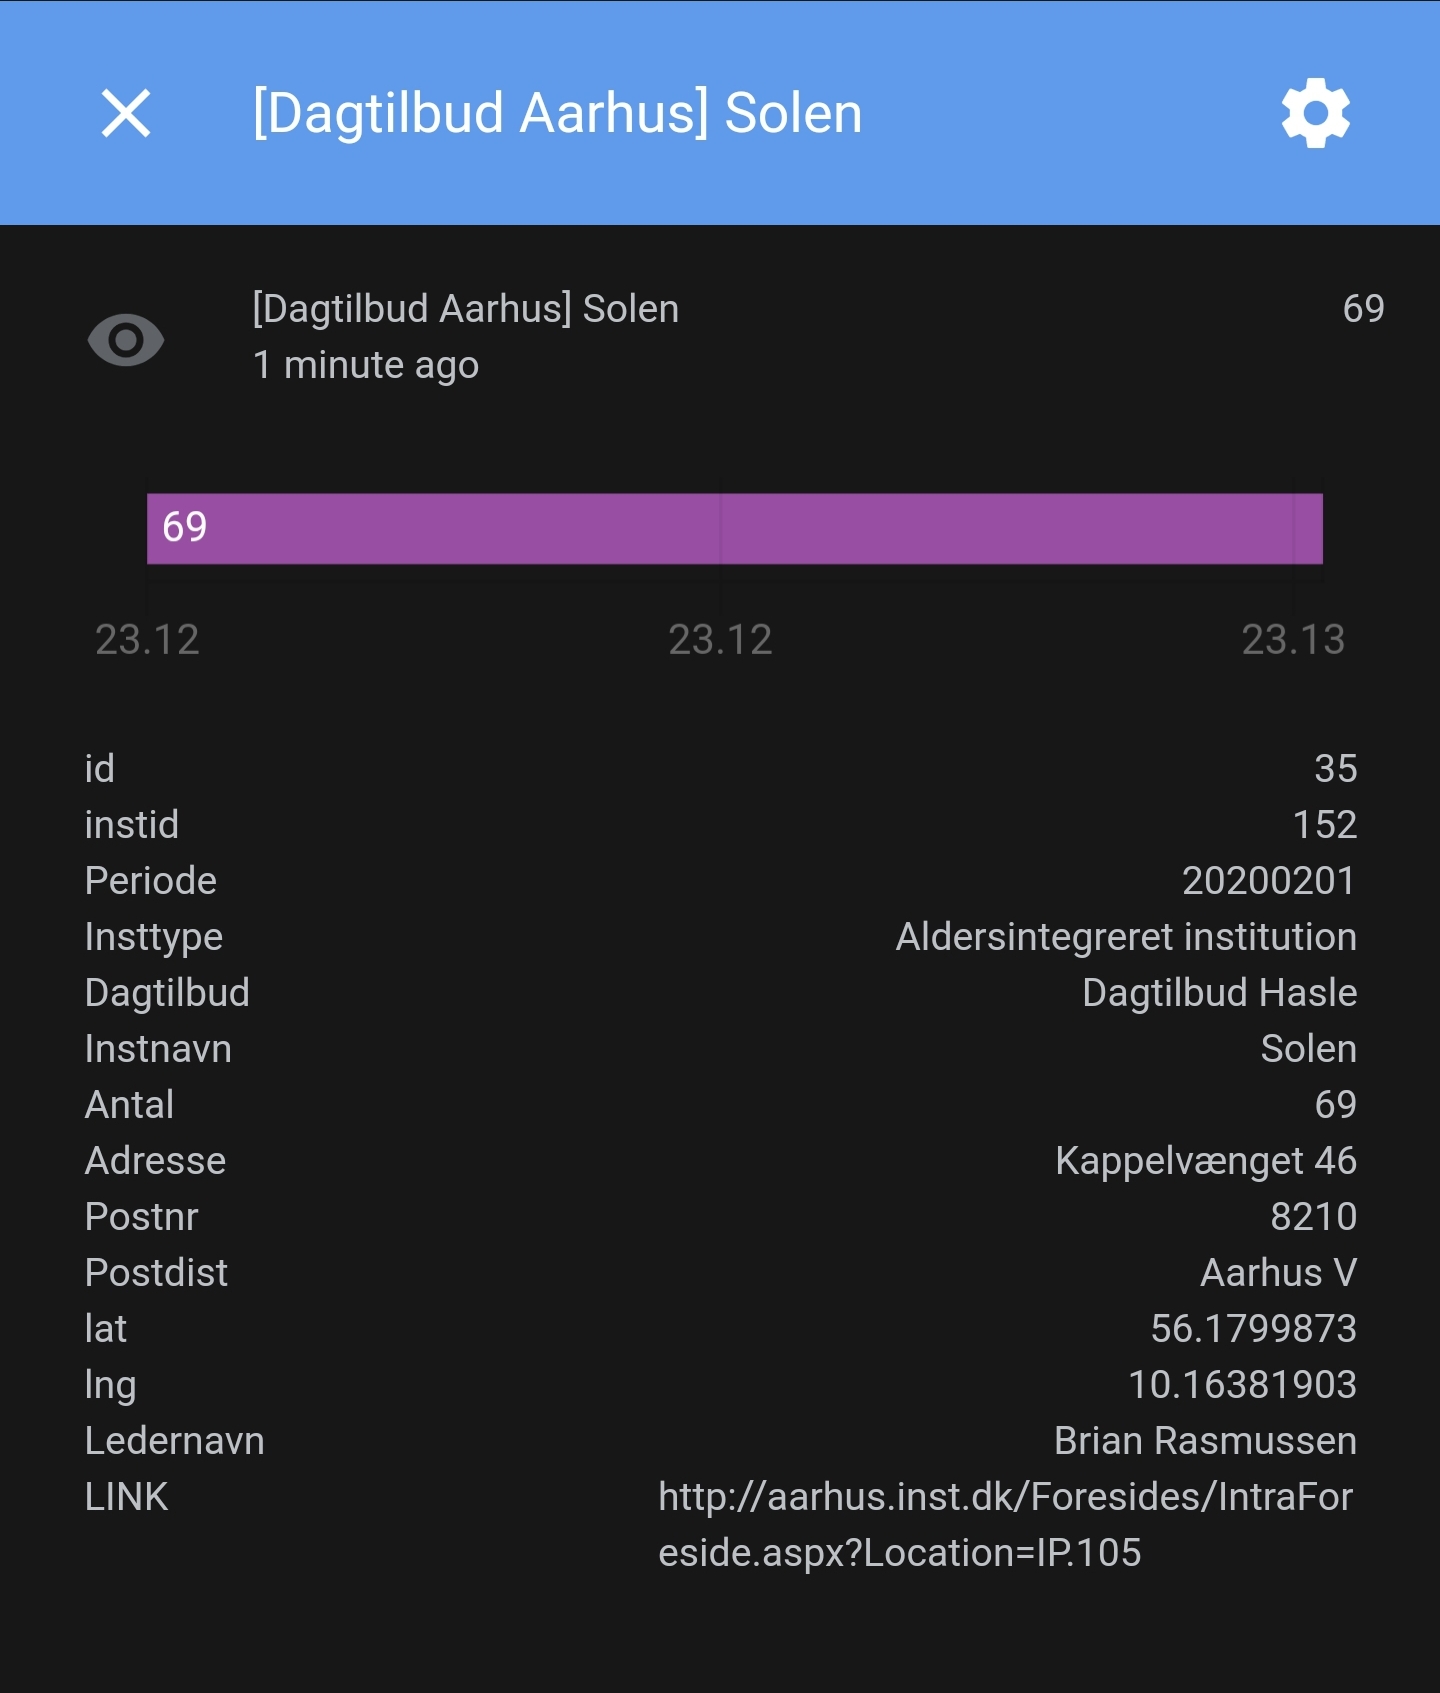 [Dagtilbud Aarhus] Solen
[Dagtilbud Aarhus] Solen 69
1 minute ago
69
23.12 23.12 23.13
id 35
instid 152
Periode 20200201
Insttype Aldersintegreret institution
Dagtilbud Dagtilbud Hasle
Instnavn Solen
Antal 69
Adresse Kappelvænget 46
Postnr 8210
Postdist Aarhus V
lat 56.1799873
lng 10.16381903
Ledernavn Brian Rasmussen
LINK http://aarhus.inst.dk/Foresides/IntraFor
eside.aspx?Location=IP.105